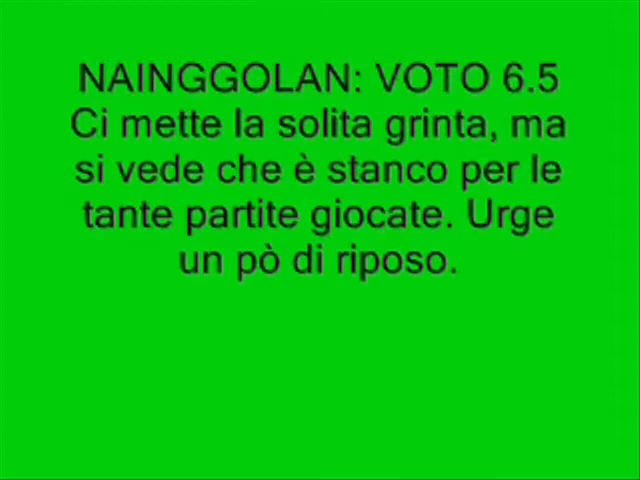 NAINGGOLAN: VOTO 6.5
Ci mette la solita grinta, ma
si vede che è stanco per le
tante partite giocate. Urge
un pò di riposo.